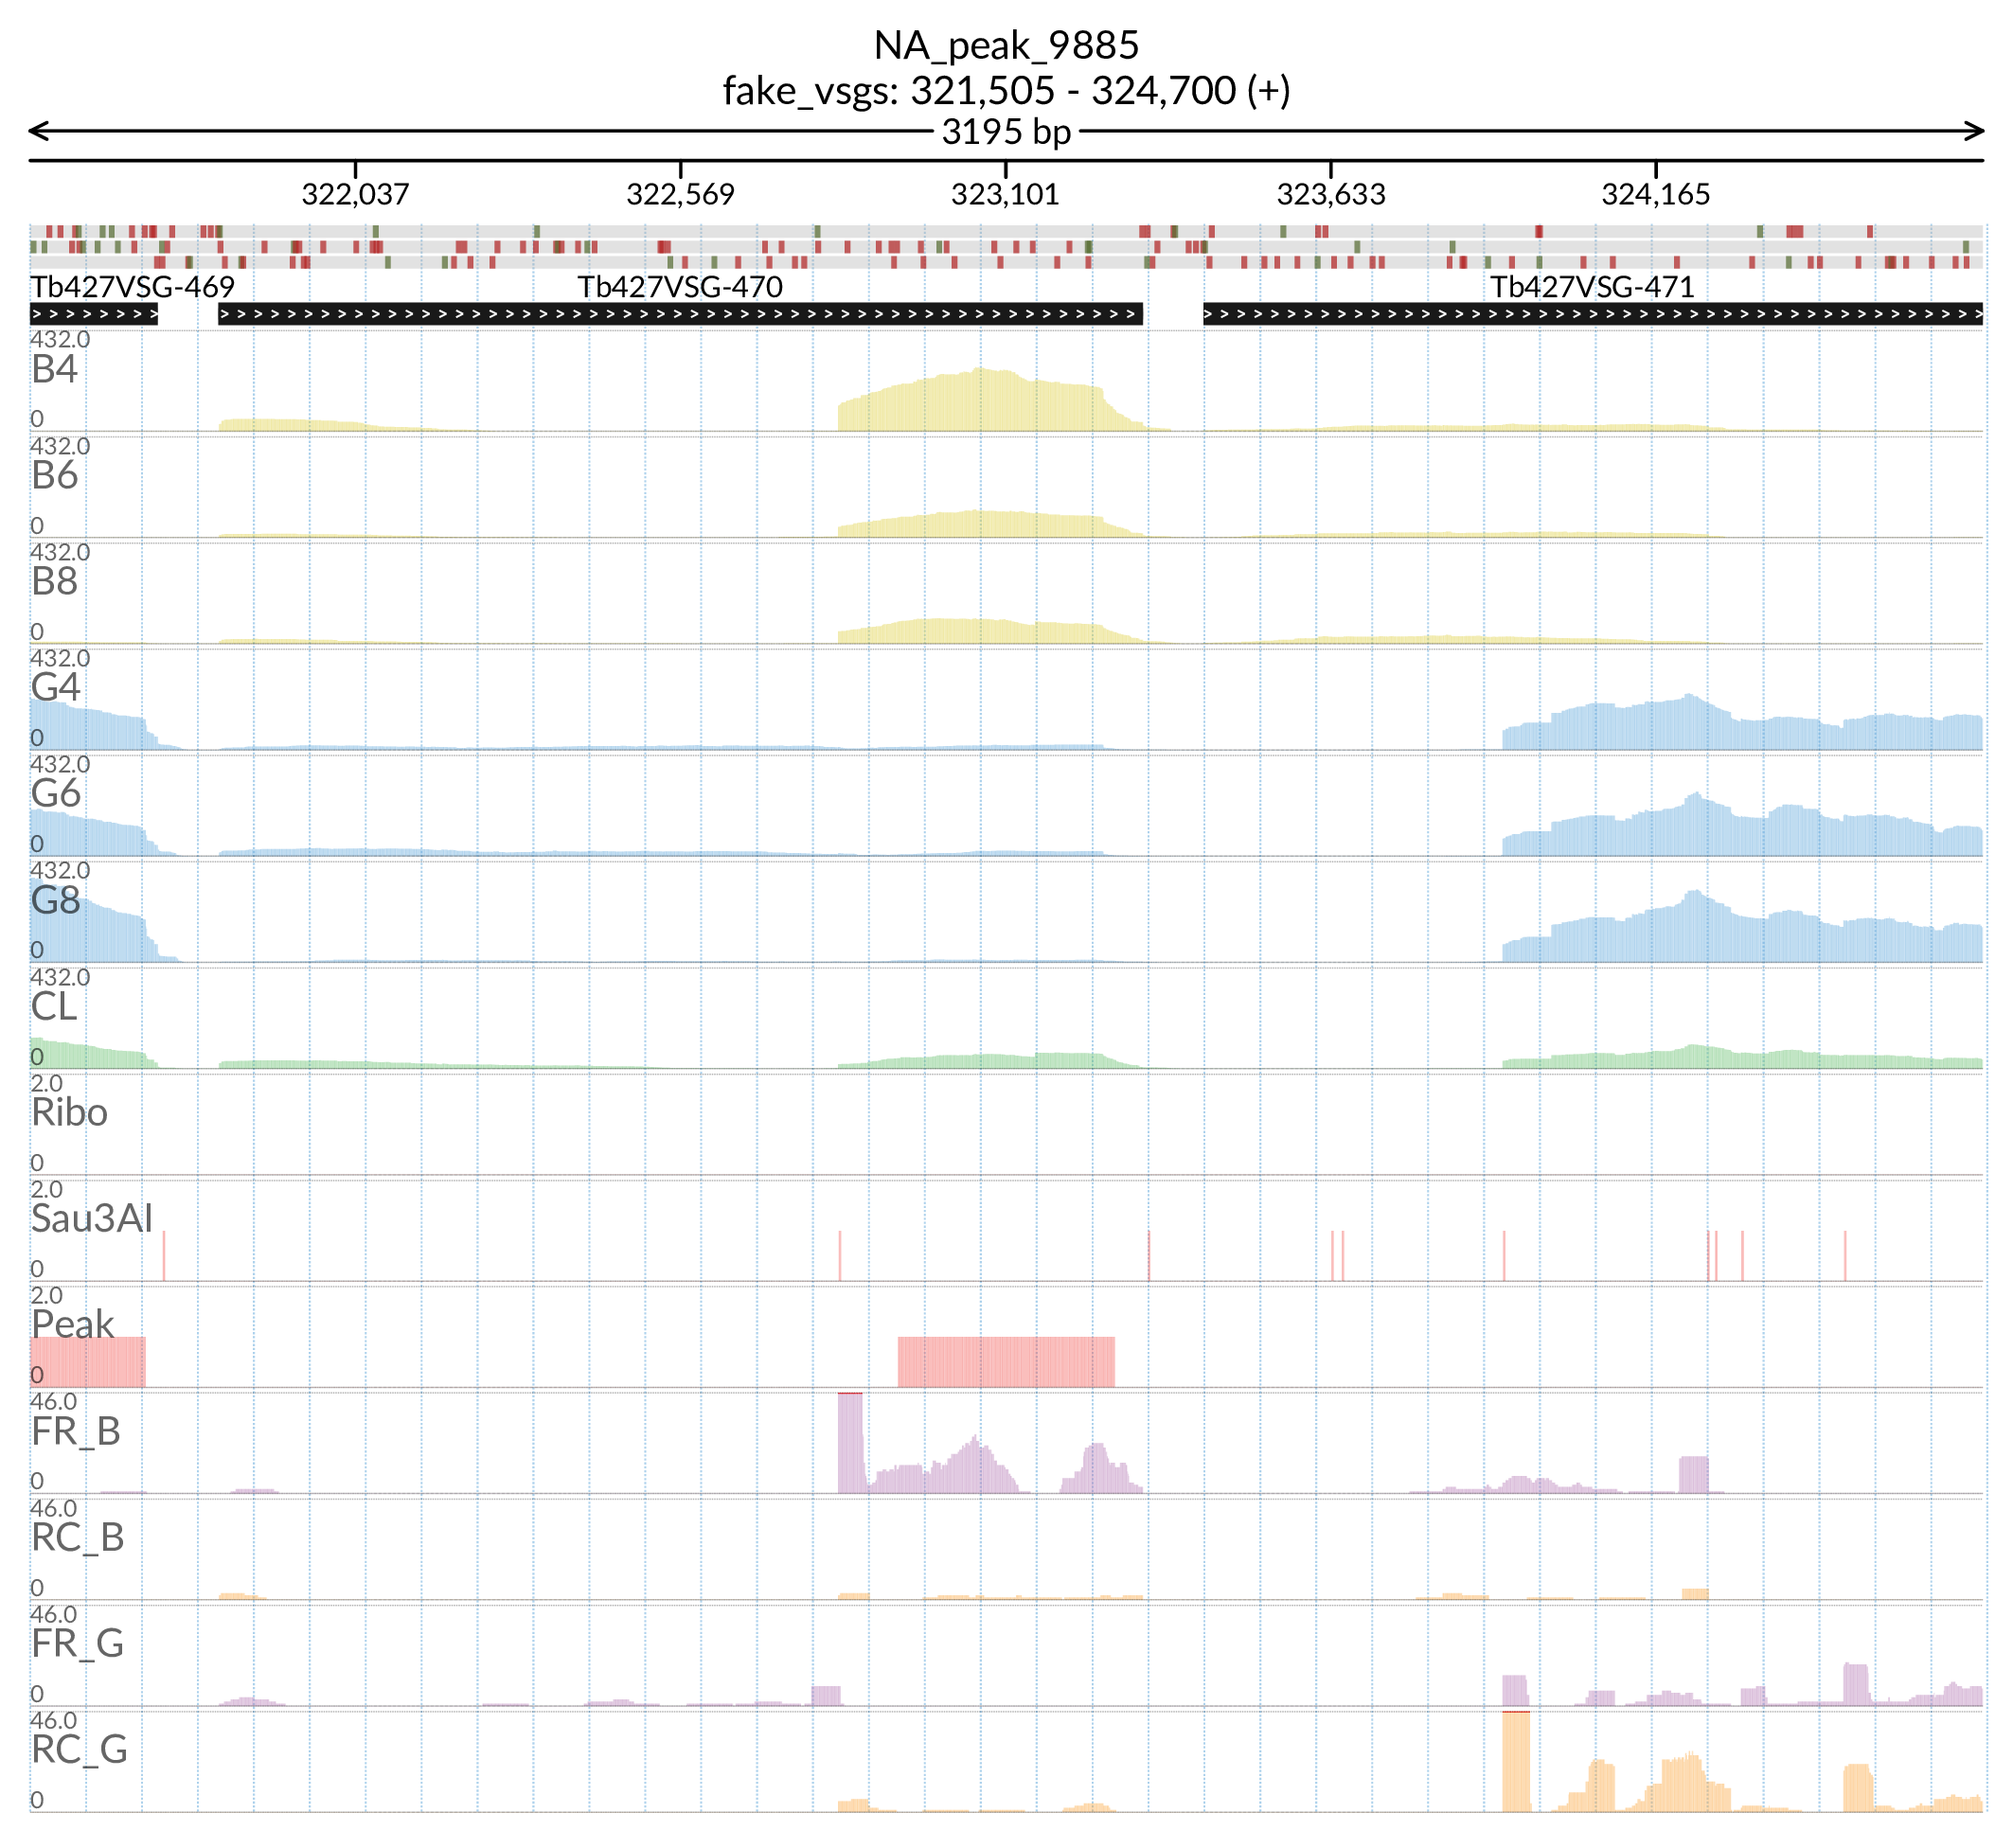 NA_peak_9885
fake_vsgs: 321,505 - 324,700 (+)
3195 bp
322,037 322,569 323,101 323,633 324,165
Tb427VSG-469 Tb427VSG-470 Tb427VSG-471
432.0
B4
0
432.0
B6
0
432.0
B8
0
432.0
G4
0
432.0
G6
0
432.0
G8
0
432.0
CL
0
2.0
Ribo
0
2.0
Sau3AI
0
2.0
Peak
0
46.0
FR_B
0
46.0
RC_B
0
46.0
FR_G
0
46.0
RC_G
0